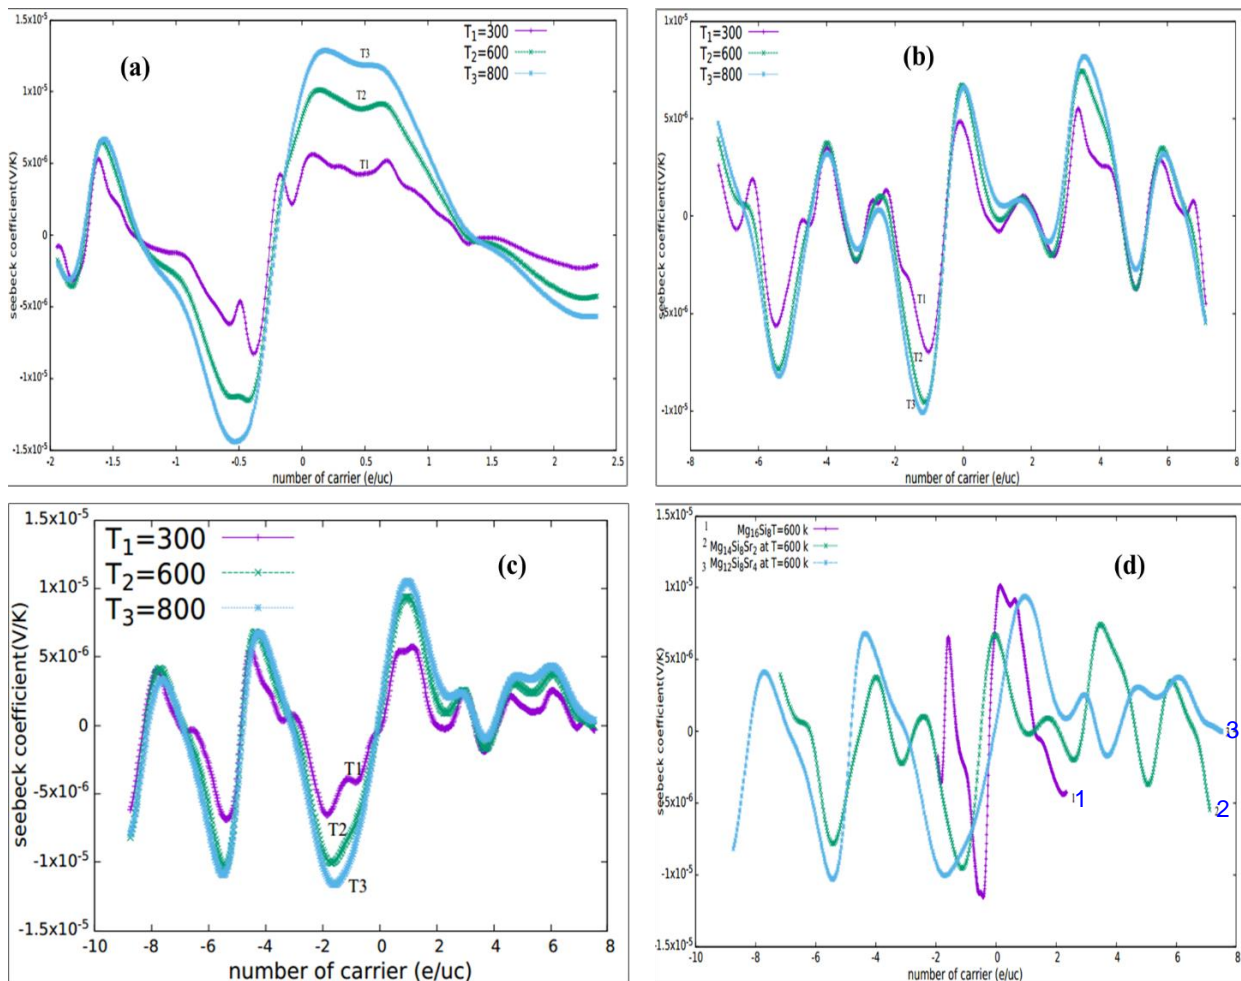 (a)
T1=300
T2=600
T3=800
T3
T2
T1
1.5x10-5
1x10-5
5x10-6
0
-5x10-6
-1x10-5
-1.5x10-5
seebeck coefficient(V/K)
-2 -1.5 -1 -0.5 0 0.5 1 1.5 2 2.5
number of carrier (e/uc)
(b)
T1=300
T2=600
T3=800
T1
T2
T3
1x10-5
5x10-6
0
-5x10-6
-1x10-5
seebeck coefficient(V/K)
-8 -6 -4 -2 0 2 4 6 8
number of carrier (e/uc)
(c)
T1=300
T2=600
T3=800
T1
T2
T3
1.5x10-5
1x10-5
5x10-6
0
-5x10-6
-1x10-5
-1.5x10-5
seebeck coefficient(V/K)
-10 -8 -6 -4 -2 0 2 4 6 8
number of carrier (e/uc)
(d)
1 Mg16Si8T=600 k
2 Mg14Si8Sr2 at T=600 k
3 Mg12Si8Sr4 at T=600 k
3
1
2
1.5x10-5
1x10-5
5x10-6
0
-5x10-6
-1x10-5
-1.5x10-5
seebeck coefficient(V/K)
-10 -8 -6 -4 -2 0 2 4 6 8
number of carrier (e/uc)